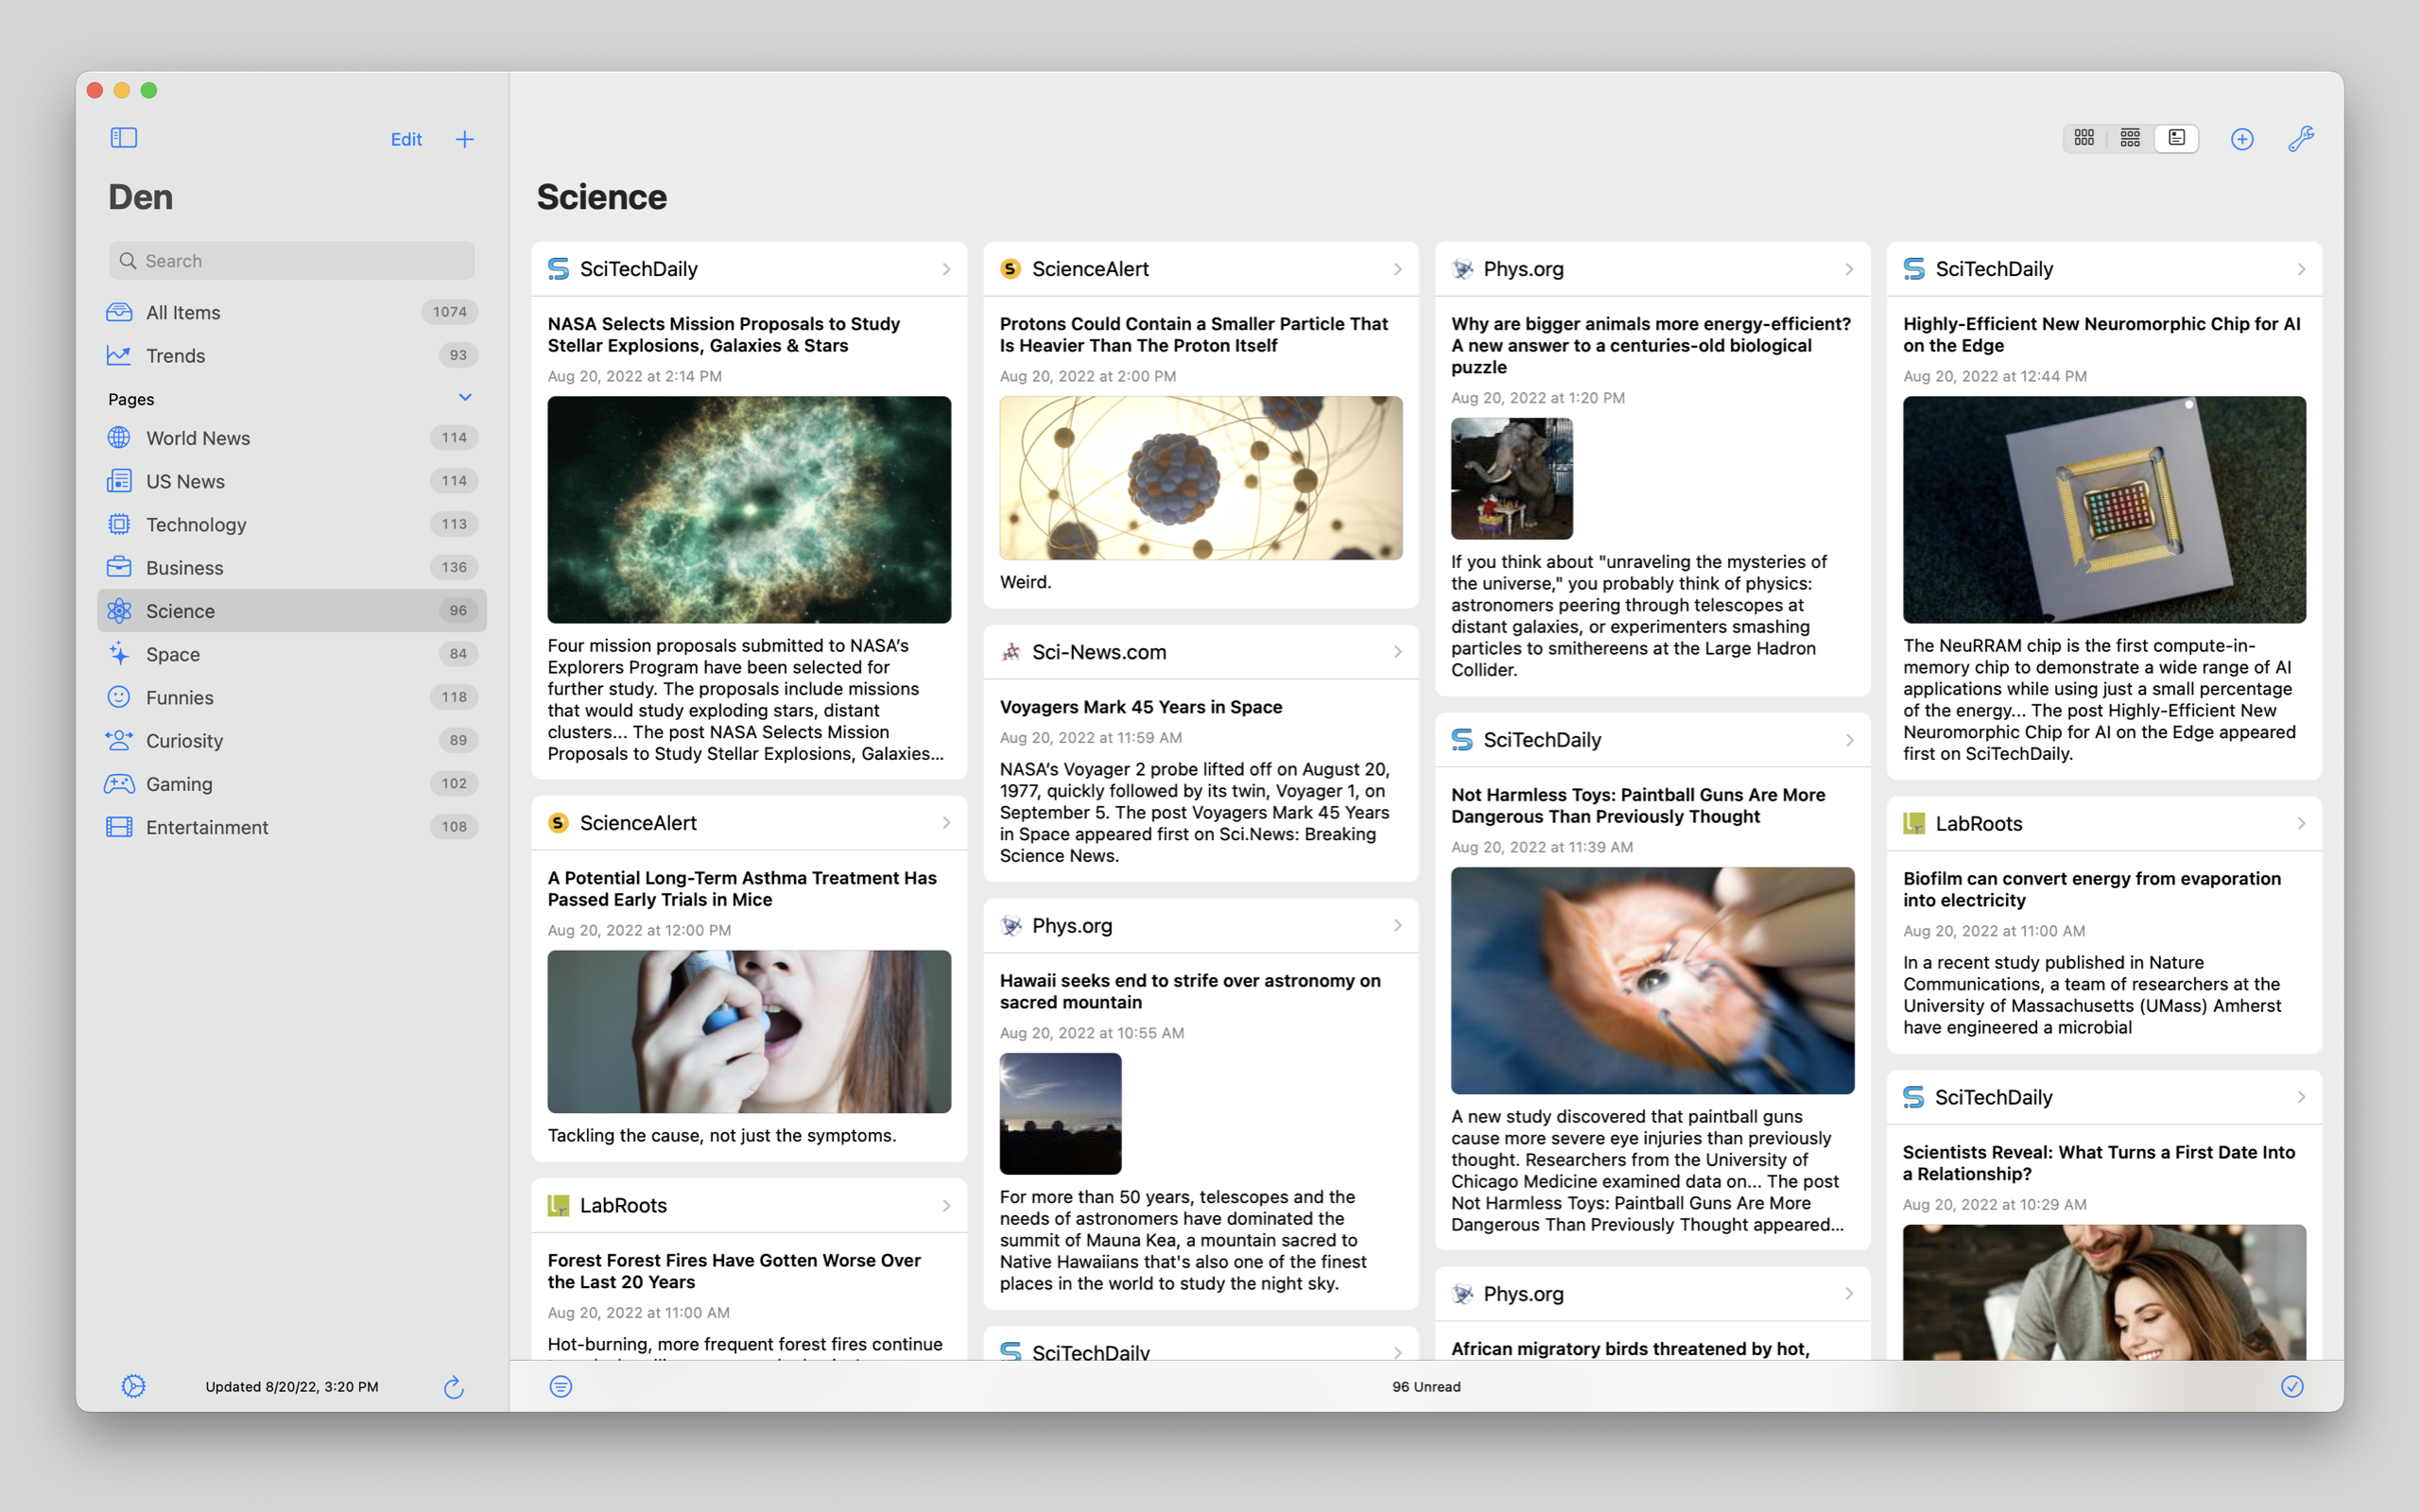 Edit
Den
Search
All Items 1074
Trends 93
Pages
World News 114
US News 114
Technology 113
Business 136
Science 96
Space 84
Funnies 118
Curiosity 89
Gaming 102
Entertainment 108
Updated 8/20/22, 3:20 PM
Science
SciTechDaily
NASA Selects Mission Proposals to Study
Stellar Explosions, Galaxies & Stars
Aug 20, 2022 at 2:14 PM
Four mission proposals submitted to NASA’s
Explorers Program have been selected for
further study. The proposals include missions
that would study exploding stars, distant
clusters... The post NASA Selects Mission
Proposals to Study Stellar Explosions, Galaxies...
ScienceAlert
A Potential Long-Term Asthma Treatment Has
Passed Early Trials in Mice
Aug 20, 2022 at 12:00 PM
Tackling the cause, not just the symptoms.
LabRoots
Forest Forest Fires Have Gotten Worse Over
the Last 20 Years
Aug 20, 2022 at 11:00 AM
Hot-burning, more frequent forest fires continue
ScienceAlert
Protons Could Contain a Smaller Particle That
Is Heavier Than The Proton Itself
Aug 20, 2022 at 2:00 PM
Weird.
Sci-News.com
Voyagers Mark 45 Years in Space
Aug 20, 2022 at 11:59 AM
NASA’s Voyager 2 probe lifted off on August 20,
1977, quickly followed by its twin, Voyager 1, on
September 5. The post Voyagers Mark 45 Years
in Space appeared first on Sci.News: Breaking
Science News.
Phys.org
Hawaii seeks end to strife over astronomy on
sacred mountain
Aug 20, 2022 at 10:55 AM
For more than 50 years, telescopes and the
needs of astronomers have dominated the
summit of Mauna Kea, a mountain sacred to
Native Hawaiians that's also one of the finest
places in the world to study the night sky.
SciTechDaily
Phys.org
Why are bigger animals more energy-efficient?
A new answer to a centuries-old biological
puzzle
Aug 20, 2022 at 1:20 PM
If you think about "unraveling the mysteries of
the universe," you probably think of physics:
astronomers peering through telescopes at
distant galaxies, or experimenters smashing
particles to smithereens at the Large Hadron
Collider.
SciTechDaily
Not Harmless Toys: Paintball Guns Are More
Dangerous Than Previously Thought
Aug 20, 2022 at 11:39 AM
A new study discovered that paintball guns
cause more severe eye injuries than previously
thought. Researchers from the University of
Chicago Medicine examined data on... The post
Not Harmless Toys: Paintball Guns Are More
Dangerous Than Previously Thought appeared...
Phys.org
African migratory birds threatened by hot,
SciTechDaily
Highly-Efficient New Neuromorphic Chip for AI
on the Edge
Aug 20, 2022 at 12:44 PM
The NeuRRAM chip is the first compute-in-
memory chip to demonstrate a wide range of AI
applications while using just a small percentage
of the energy... The post Highly-Efficient New
Neuromorphic Chip for AI on the Edge appeared
first on SciTechDaily.
LabRoots
Biofilm can convert energy from evaporation
into electricity
Aug 20, 2022 at 11:00 AM
In a recent study published in Nature
Communications, a team of researchers at the
University of Massachusetts (UMass) Amherst
have engineered a microbial
SciTechDaily
Scientists Reveal: What Turns a First Date Into
a Relationship?
Aug 20, 2022 at 10:29 AM
96 Unread